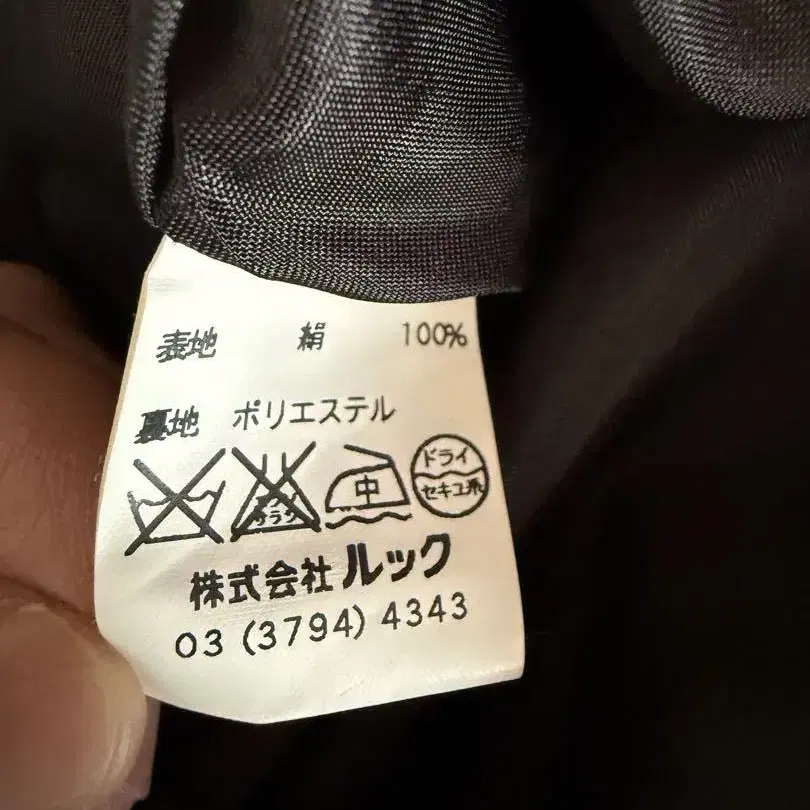 表地 絹 100%
裏地 ポリエステル
中 ドライ
セキユ系
株式会社ルック
03 (3794) 4343